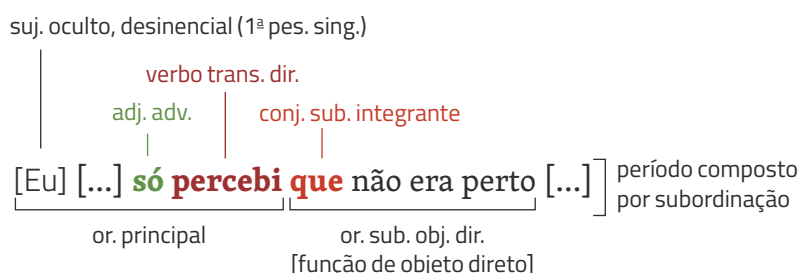 suj. oculto, desinencial (1ª pes. sing.)
verbo trans. dir.
adj. adv.
conj. sub. integrante
[Eu] [...] só percebi que não era perto [...]
período composto
por subordinação
or. principal
or. sub. obj. dir.
[função de objeto direto]